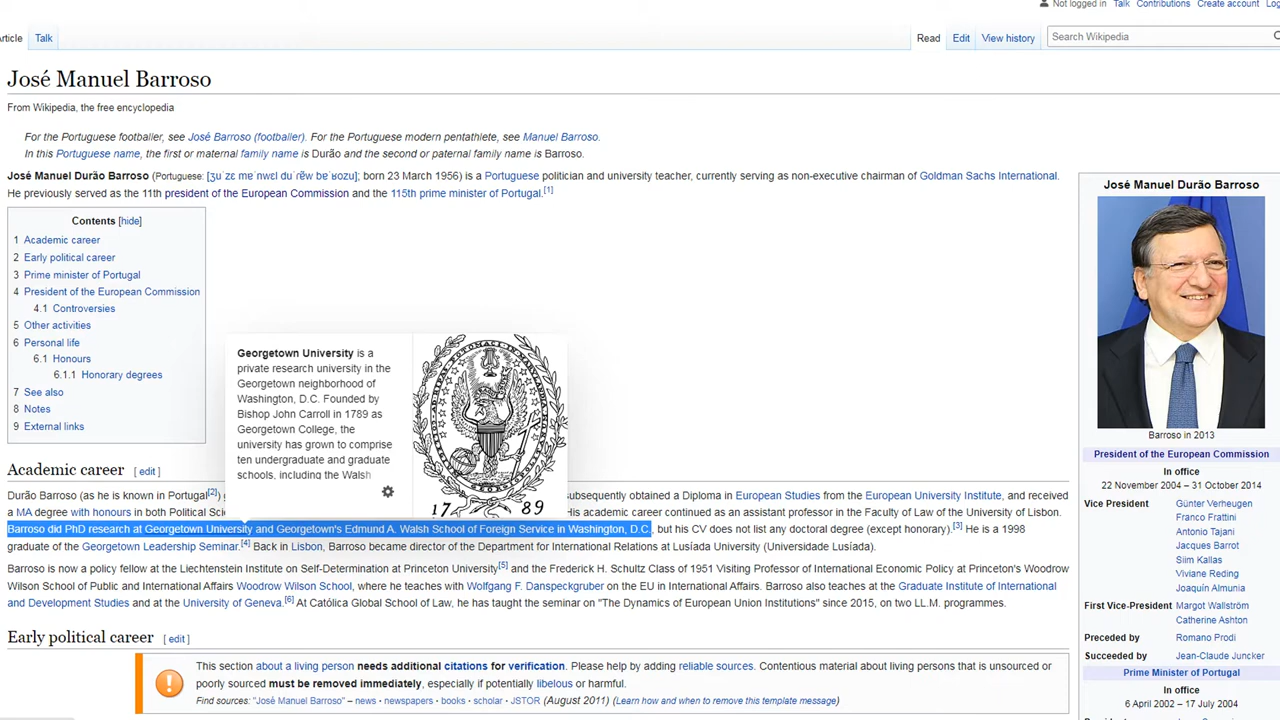 Not logged in Talk Contributions Create account Log
Article Talk Read Edit View history Search Wikipedia
José Manuel Barroso
From Wikipedia, the free encyclopedia
For the Portuguese footballer, see José Barroso (footballer). For the Portuguese modern pentathlete, see Manuel Barroso.
In this Portuguese name, the first or maternal family name is Durão and the second or paternal family name is Barroso.
José Manuel Durão Barroso (Portuguese: [ʒuˈzɛ mɐˈnwɛl duˈɾɐ̃w bɐˈʁozu]; born 23 March 1956) is a Portuguese politician and university teacher, currently serving as non-executive chairman of Goldman Sachs International.
He previously served as the 11th president of the European Commission and the 115th prime minister of Portugal.[1]
Contents [hide]
1 Academic career
2 Early political career
3 Prime minister of Portugal
4 President of the European Commission
4.1 Controversies
5 Other activities
6 Personal life
6.1 Honours
6.1.1 Honorary degrees
7 See also
8 Notes
9 External links
Georgetown University is a
private research university in the
Georgetown neighborhood of
Washington, D.C. Founded by
Bishop John Carroll in 1789 as
Georgetown College, the
university has grown to comprise
ten undergraduate and graduate
schools, including the Walsh
17 89
Academic career [ edit ]
Durão Barroso (as he is known in Portugal[2]) g subsequently obtained a Diploma in European Studies from the European University Institute, and received
a MA degree with honours in both Political Scie His academic career continued as an assistant professor in the Faculty of Law of the University of Lisbon.
Barroso did PhD research at Georgetown University and Georgetown's Edmund A. Walsh School of Foreign Service in Washington, D.C., but his CV does not list any doctoral degree (except honorary).[3] He is a 1998
graduate of the Georgetown Leadership Seminar.[4] Back in Lisbon, Barroso became director of the Department for International Relations at Lusíada University (Universidade Lusíada).
Barroso is now a policy fellow at the Liechtenstein Institute on Self-Determination at Princeton University[5] and the Frederick H. Schultz Class of 1951 Visiting Professor of International Economic Policy at Princeton's Woodrow
Wilson School of Public and International Affairs Woodrow Wilson School, where he teaches with Wolfgang F. Danspeckgruber on the EU in International Affairs. Barroso also teaches at the Graduate Institute of International
and Development Studies and at the University of Geneva.[6] At Católica Global School of Law, he has taught the seminar on "The Dynamics of European Union Institutions" since 2015, on two LL.M. programmes.
Early political career [ edit ]
This section about a living person needs additional citations for verification. Please help by adding reliable sources. Contentious material about living persons that is unsourced or
poorly sourced must be removed immediately, especially if potentially libelous or harmful.
Find sources: "José Manuel Barroso" – news · newspapers · books · scholar · JSTOR (August 2011) (Learn how and when to remove this template message)
José Manuel Durão Barroso
Barroso in 2013
President of the European Commission
In office
22 November 2004 – 31 October 2014
Vice President Günter Verheugen
Franco Frattini
Antonio Tajani
Jacques Barrot
Siim Kallas
Viviane Reding
Joaquín Almunia
First Vice-President Margot Wallström
Catherine Ashton
Preceded by Romano Prodi
Succeeded by Jean-Claude Juncker
Prime Minister of Portugal
In office
6 April 2002 – 17 July 2004